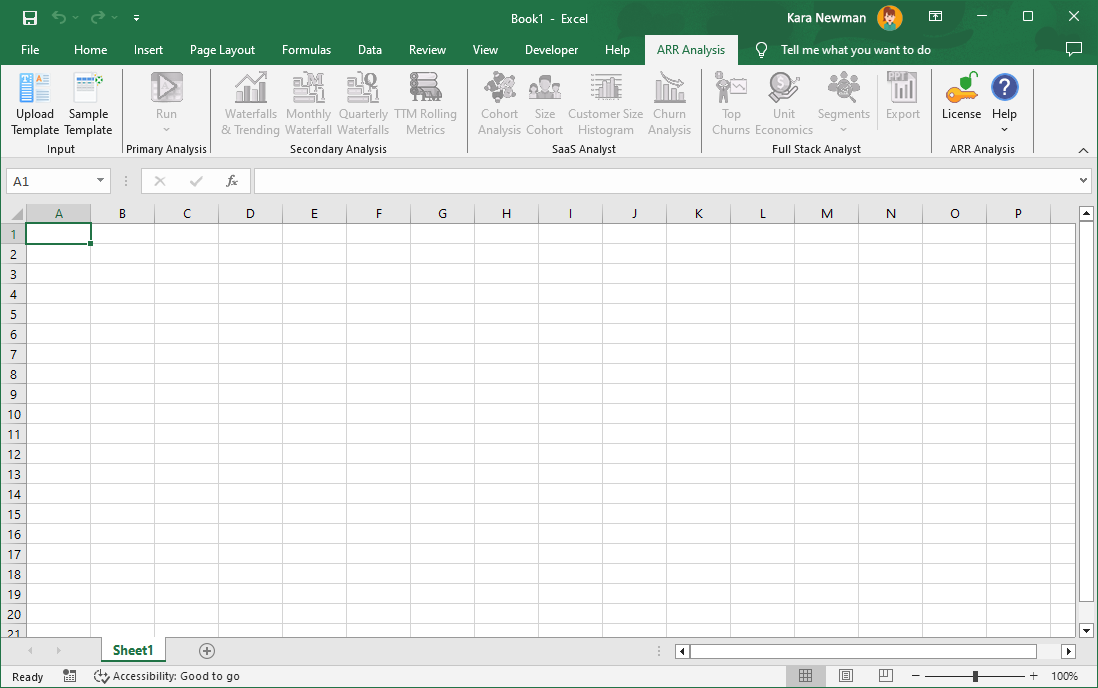 Book1 - Excel
Kara Newman
File Home Insert Page Layout Formulas Data Review View Developer Help ARR Analysis Tell me what you want to do
Upload Template
Sample Template
Input
Run
Primary Analysis
Waterfalls & Trending
Monthly Waterfall
Quarterly Waterfalls
TTM Rolling Metrics
Secondary Analysis
Cohort Analysis
Size Cohort
Customer Size Histogram
Churn Analysis
SaaS Analyst
Top Churns
Unit Economics
Segments
PPT
Export
Full Stack Analyst
License
? Help
ARR Analysis
A1 fx
A B C D E F G H I J K L M N O P
1
2
3
4
5
6
7
8
9
10
11
12
13
14
15
16
17
18
19
20
21
Sheet1
Ready Accessibility: Good to go 100%